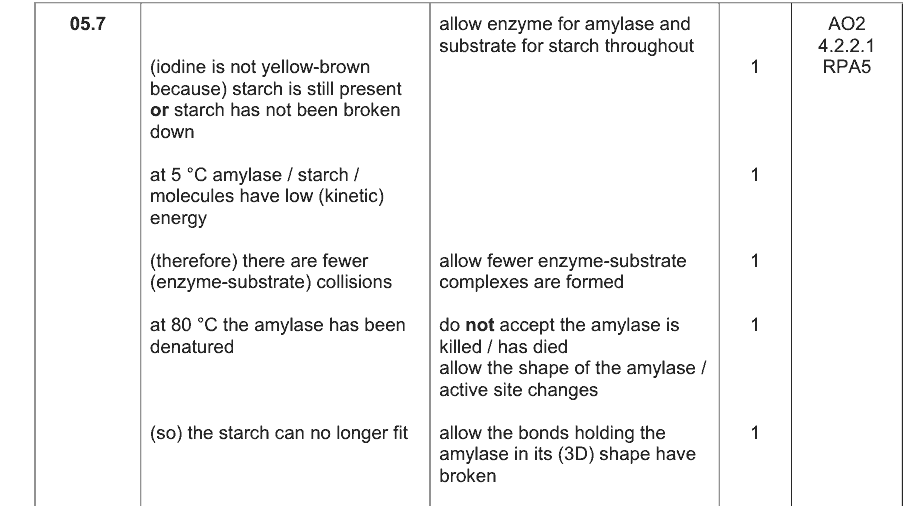 05.7
allow enzyme for amylase and
substrate for starch throughout
AO2
4.2.2.1
RPA5
(iodine is not yellow-brown
because) starch is still present
or starch has not been broken
down
1
at 5 °C amylase / starch /
molecules have low (kinetic)
energy
1
(therefore) there are fewer
(enzyme-substrate) collisions
allow fewer enzyme-substrate
complexes are formed
1
at 80 °C the amylase has been
denatured
do not accept the amylase is
killed / has died
allow the shape of the amylase /
active site changes
1
(so) the starch can no longer fit
allow the bonds holding the
amylase in its (3D) shape have
broken
1